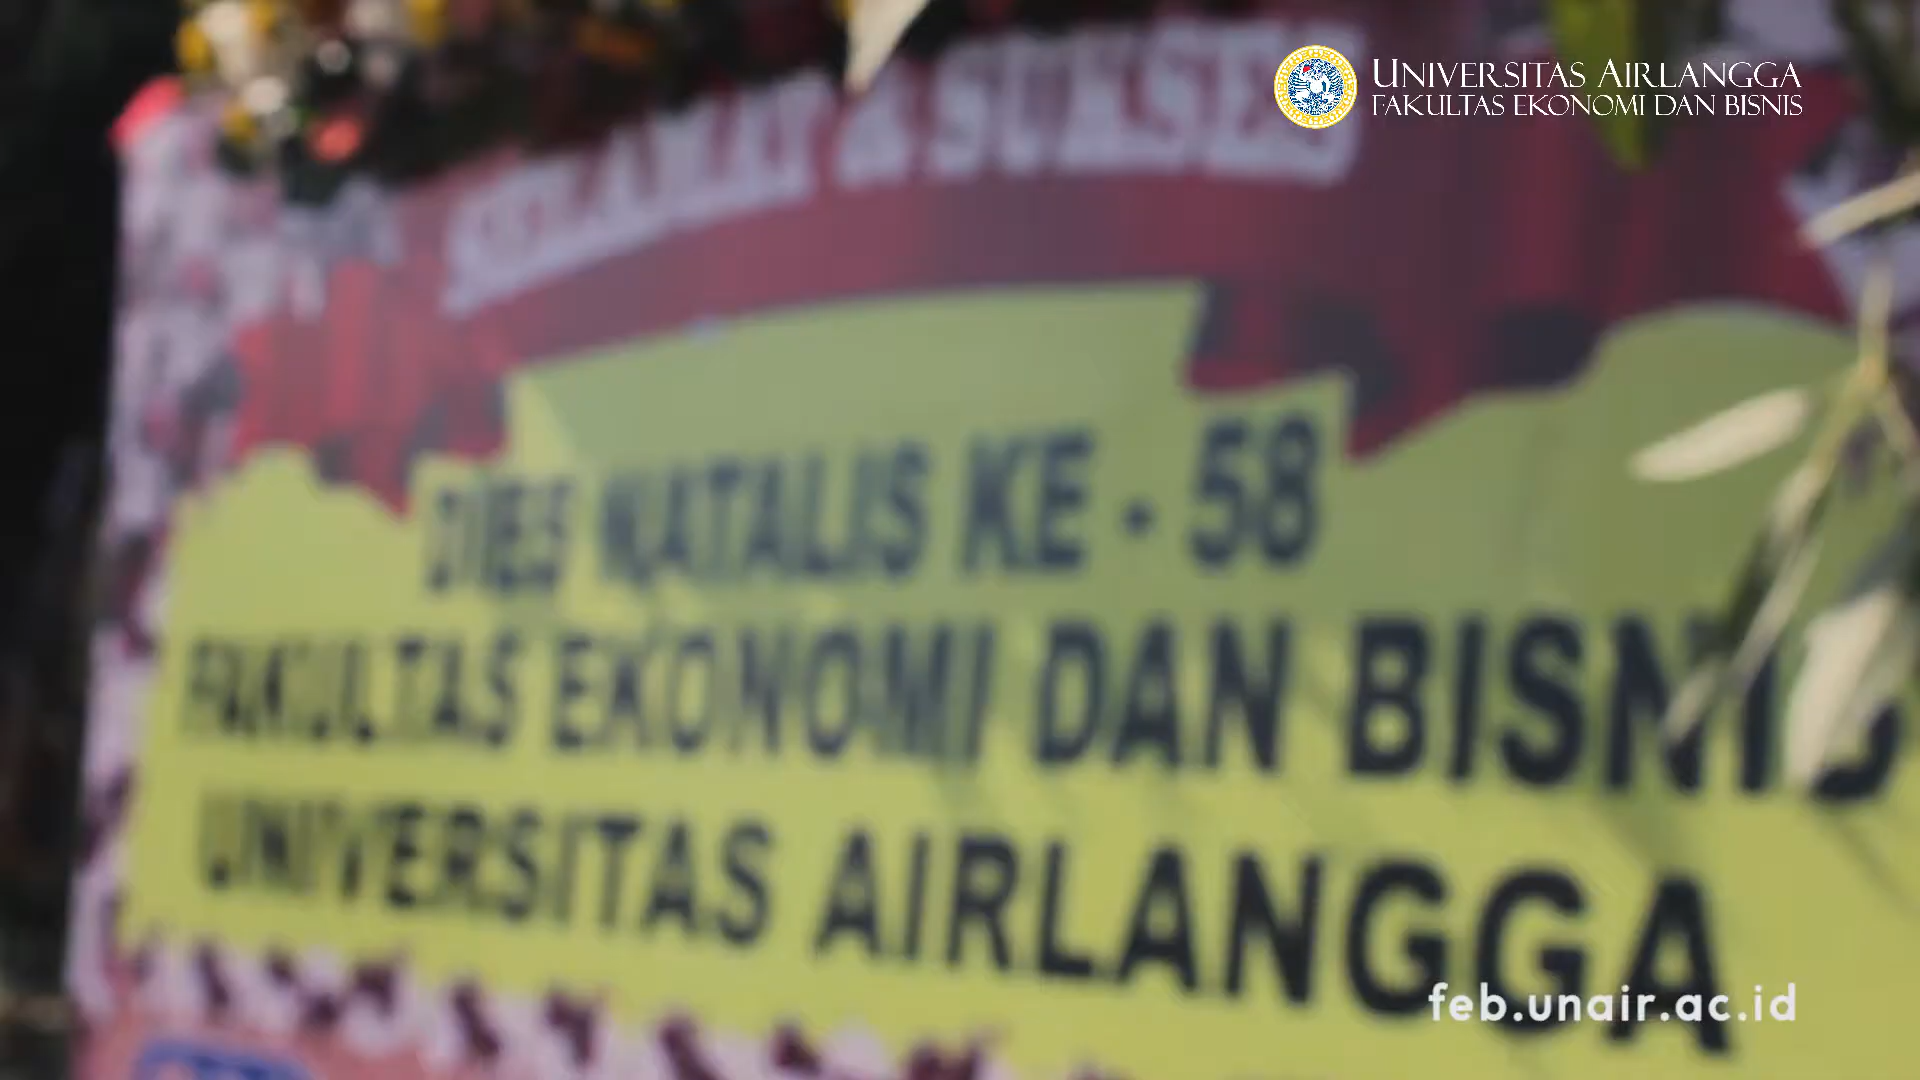 UNIVERSITAS AIRLANGGA
FAKULTAS EKONOMI DAN BISNIS
SELAMAT & SUKSES
DIES NATALIS KE - 58
FAKULTAS EKONOMI DAN BISNIS
UNIVERSITAS AIRLANGGA
feb.unair.ac.id